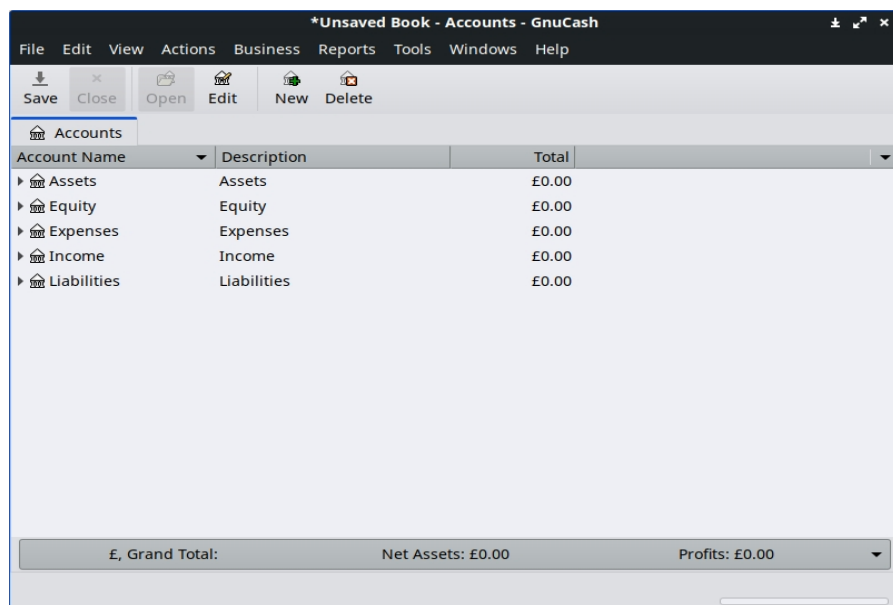 *Unsaved Book - Accounts - GnuCash
File Edit View Actions Business Reports Tools Windows Help
Save Close Open Edit New Delete
Accounts
Account Name Description Total
Assets Assets £0.00
Equity Equity £0.00
Expenses Expenses £0.00
Income Income £0.00
Liabilities Liabilities £0.00
£, Grand Total: Net Assets: £0.00 Profits: £0.00